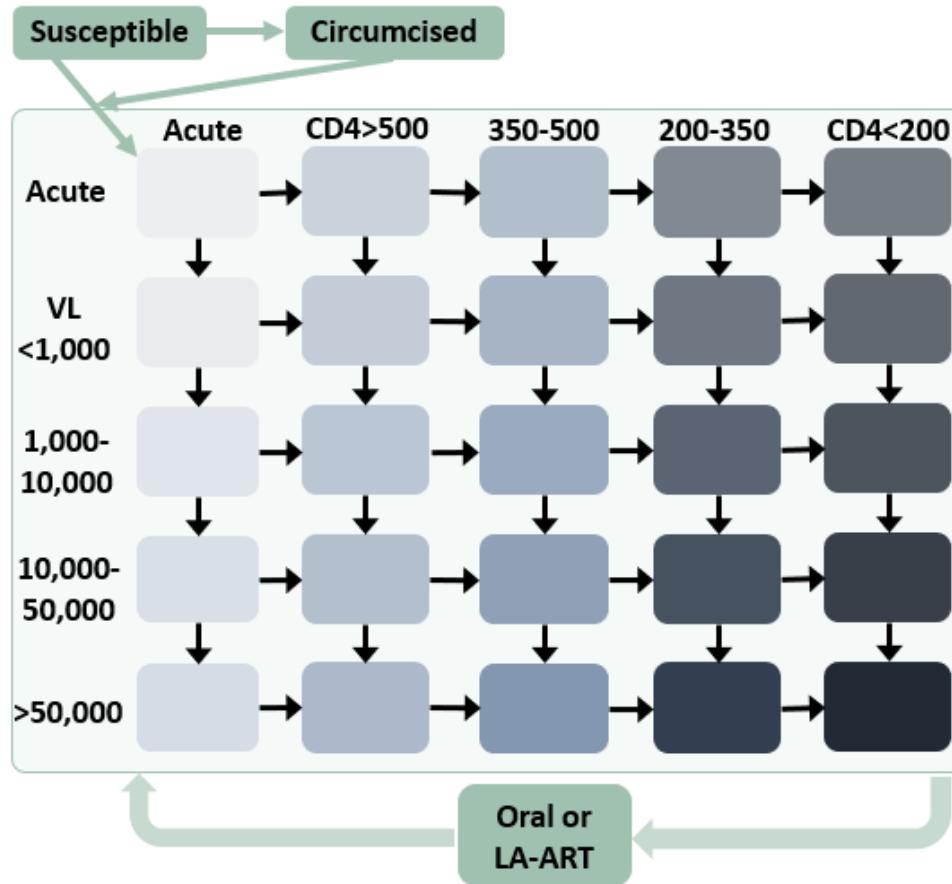 Susceptible
Circumcised
Acute
CD4>500
350-500
200-350
CD4<200
Acute
VL
<1,000
1,000-
10,000
10,000-
50,000
>50,000
Oral or
LA-ART